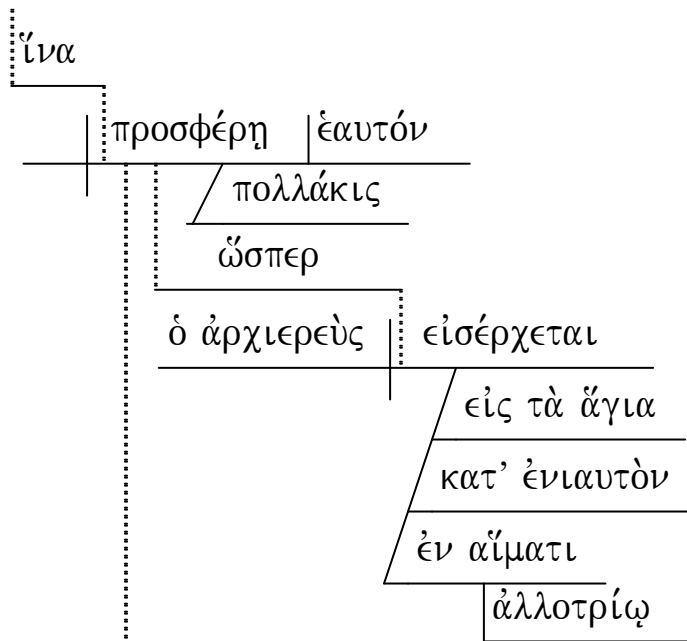 ἵνα
προσφέρῃ ἑαυτόν
πολλάκις
ὥσπερ
ὁ ἀρχιερεὺς εἰσέρχεται
εἰς τὰ ἅγια
κατ’ ἐνιαυτὸν
ἐν αἵματι
ἀλλοτρίῳ